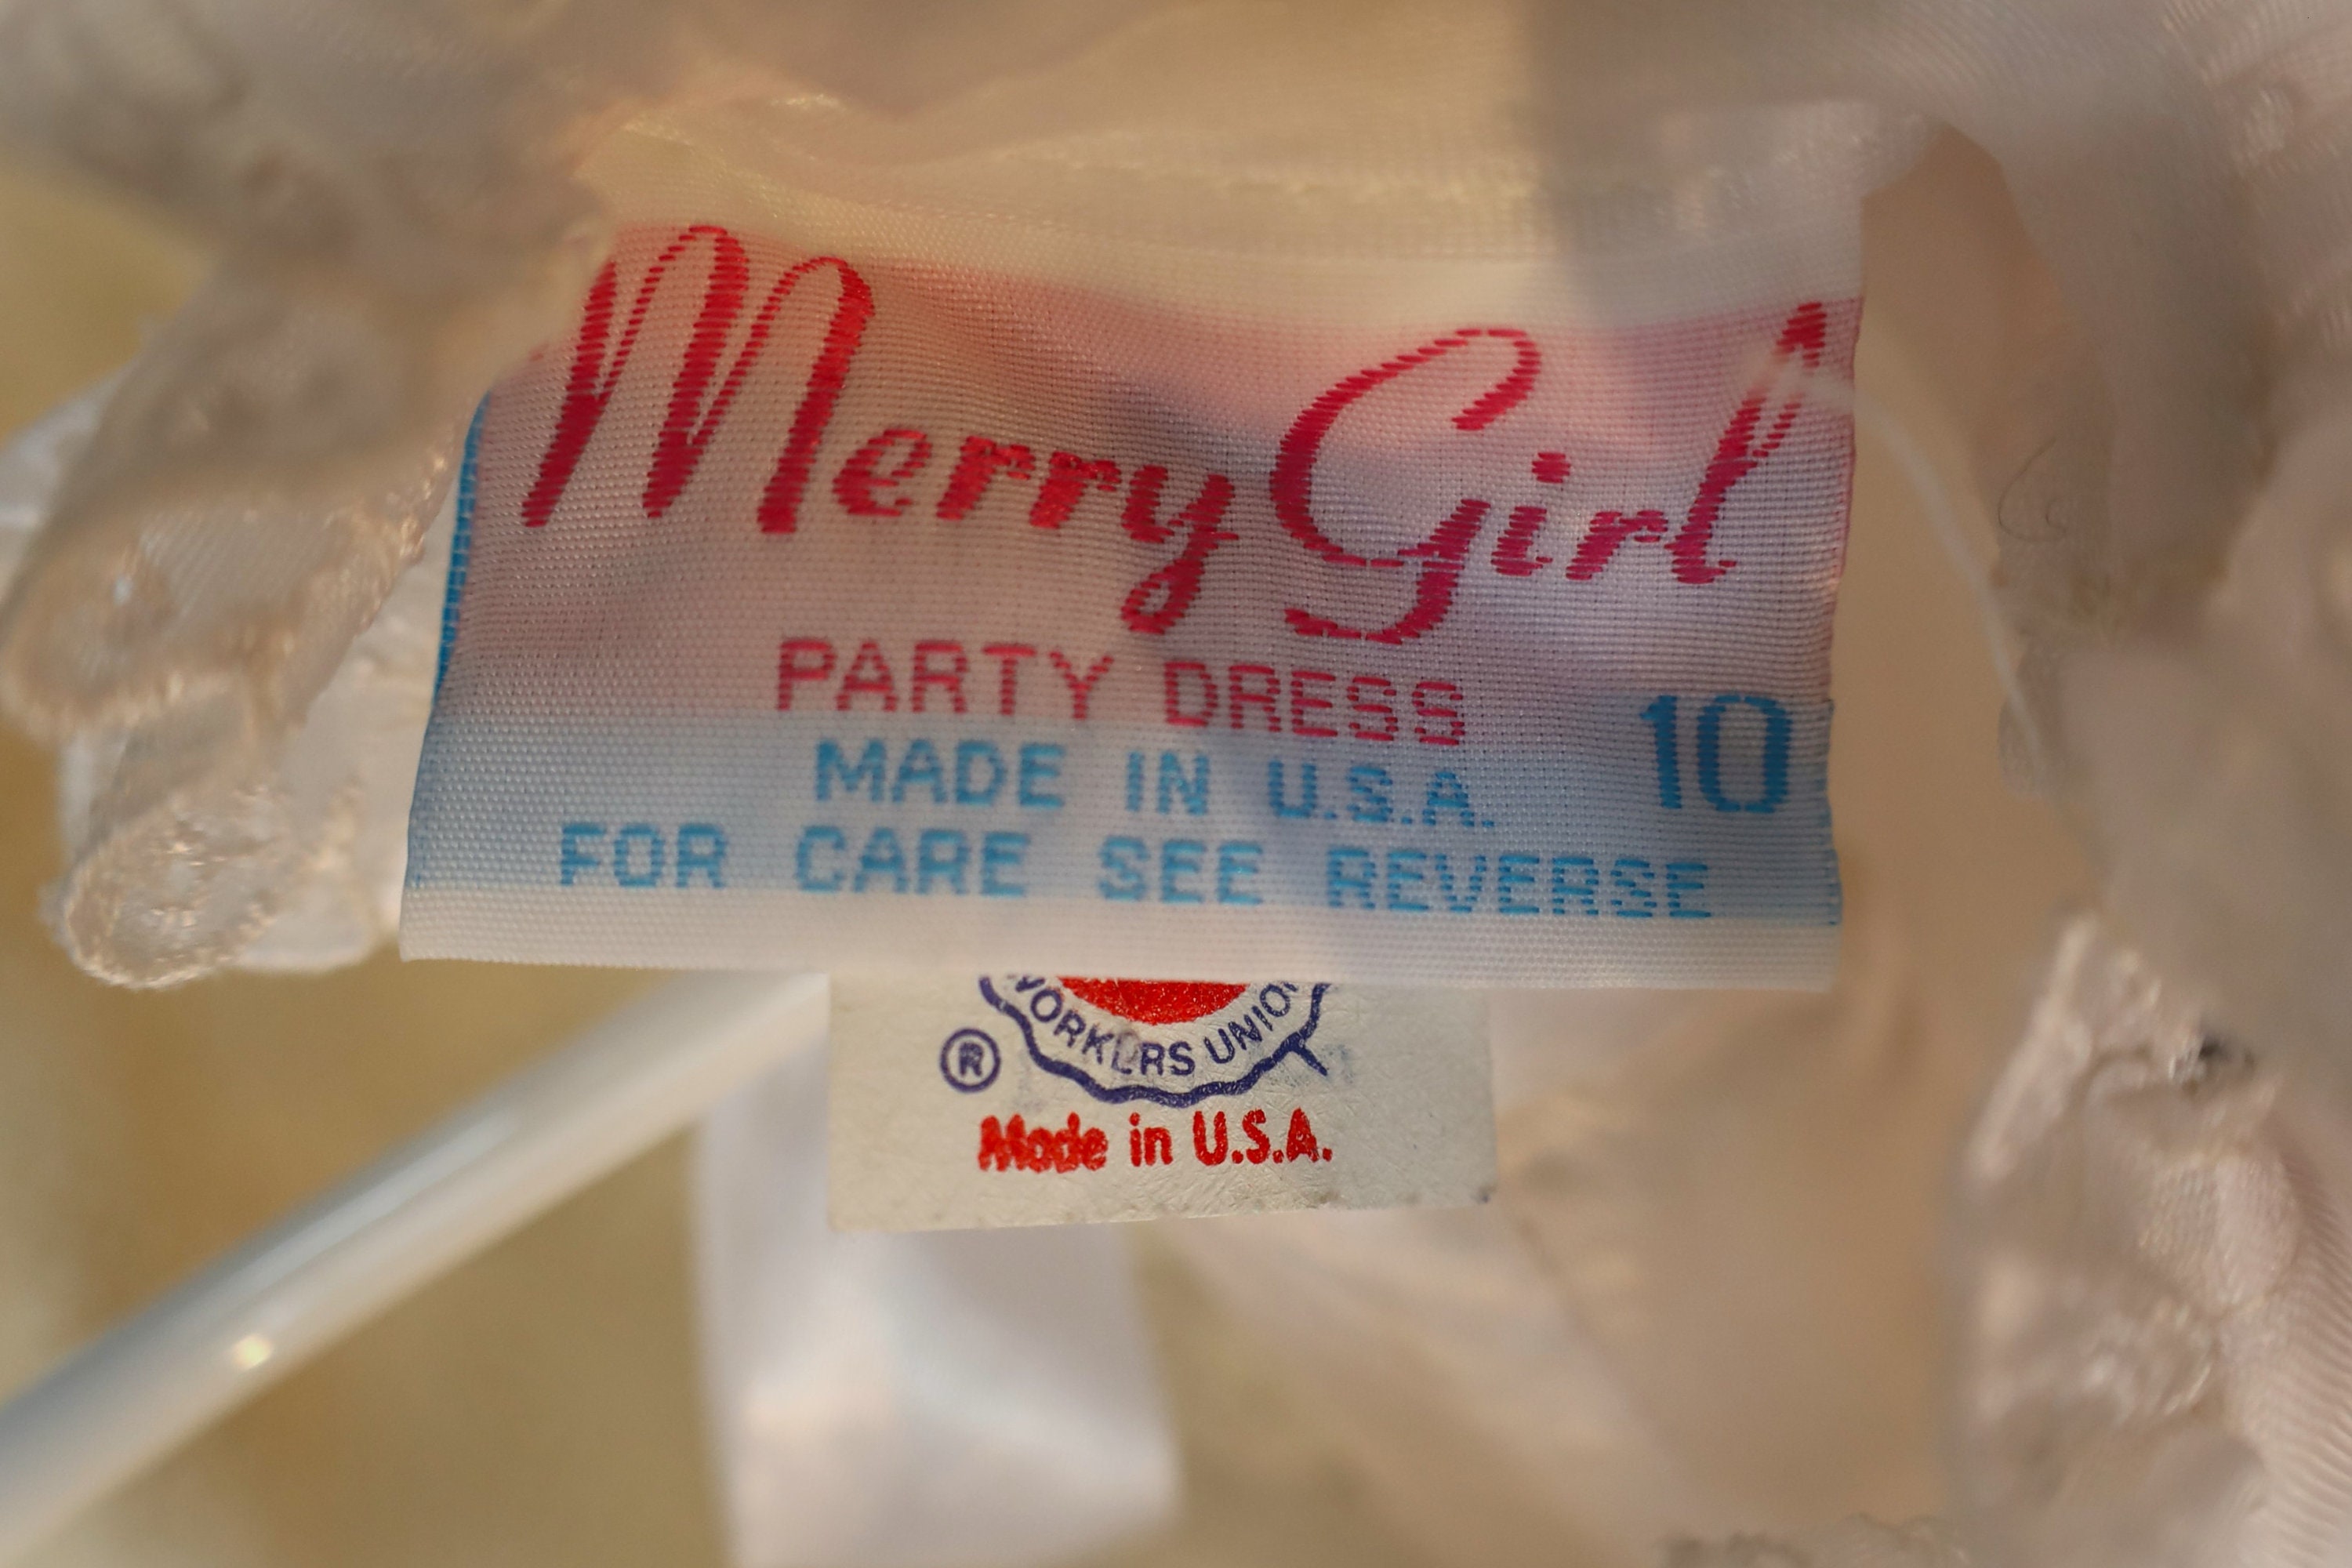 Merry Girl
PARTY DRESS
10
MADE IN U.S.A.
FOR CARE SEE REVERSE
WORKERS UNION
®
Made in U.S.A.